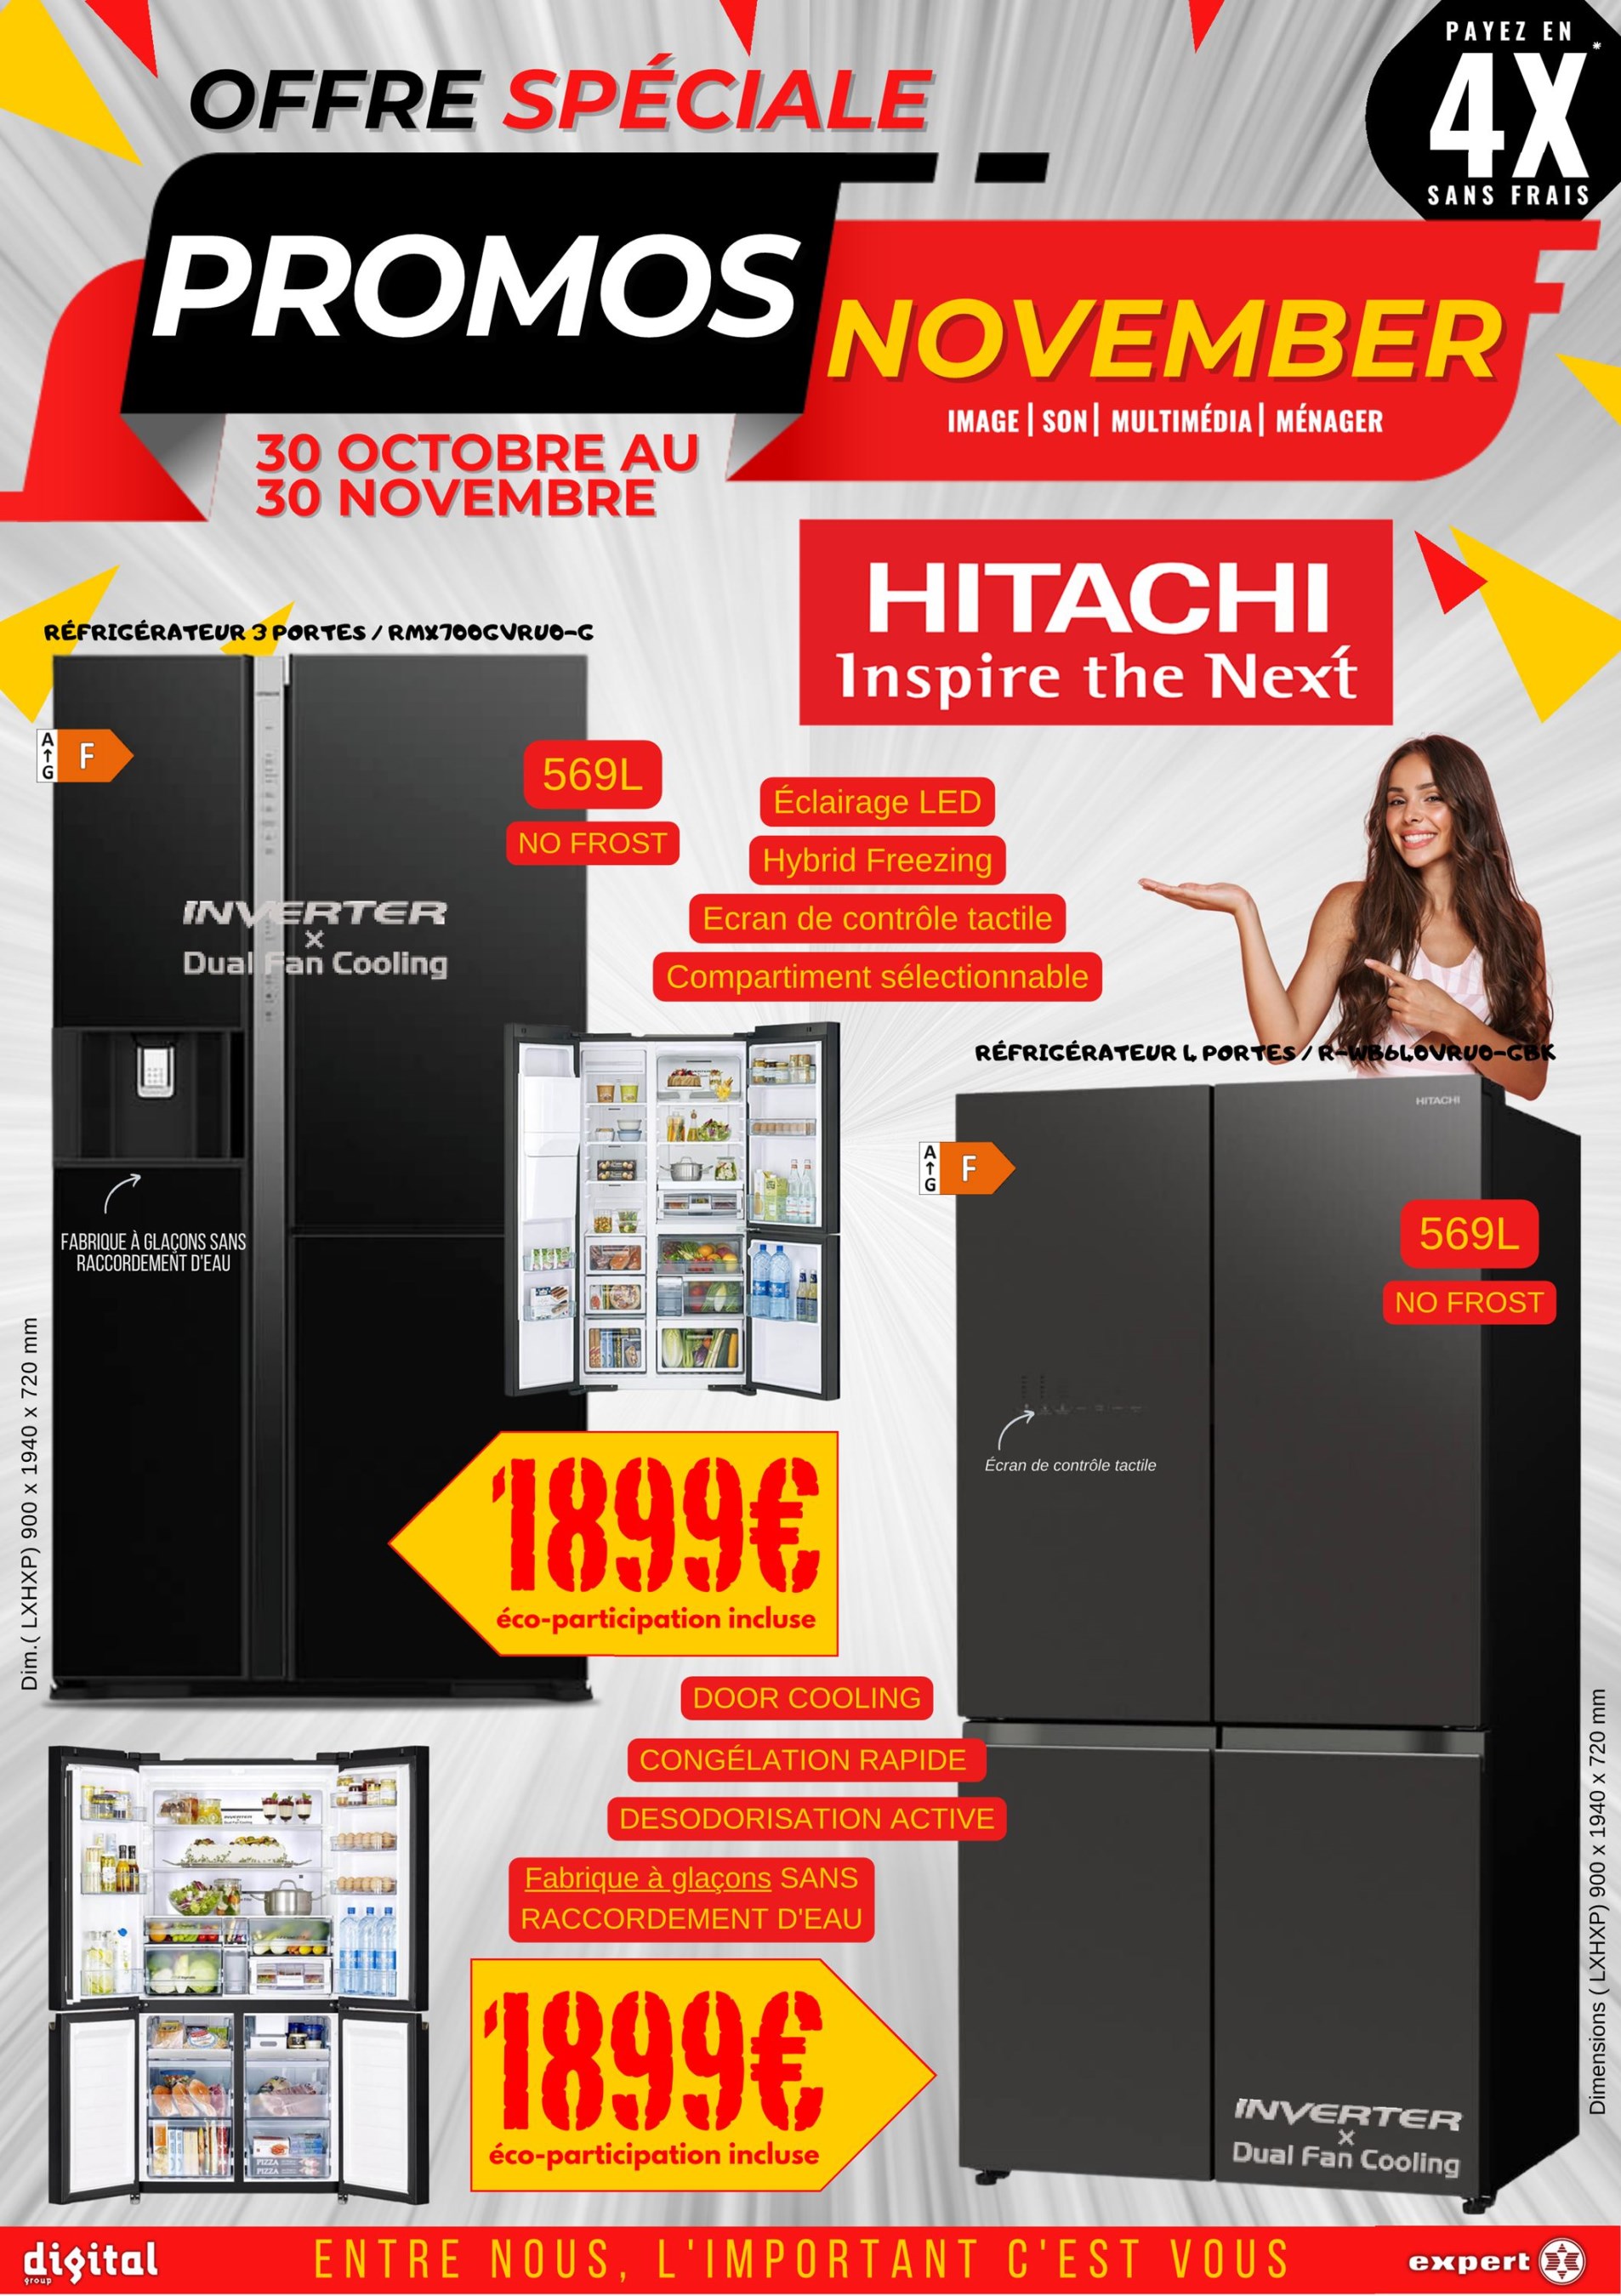 PAYEZ EN
4X*
SANS FRAIS
OFFRE SPÉCIALE
PROMOS
NOVEMBER
IMAGE | SON | MULTIMÉDIA | MÉNAGER
30 OCTOBRE AU
30 NOVEMBRE
HITACHI
Inspire the Next
RÉFRIGÉRATEUR 3 PORTES / RMX700GVRU0-G
A
↑
G
F
569L
NO FROST
Éclairage LED
Hybrid Freezing
Ecran de contrôle tactile
Compartiment sélectionnable
INVERTER
×
Dual Fan Cooling
FABRIQUE À GLAÇONS SANS
RACCORDEMENT D'EAU
Dim.( LXHXP) 900 x 1940 x 720 mm
1899€
éco-participation incluse
RÉFRIGÉRATEUR 4 PORTES / R-WB640VRU0-GBK
HITACHI
A
↑
G
F
569L
NO FROST
Écran de contrôle tactile
DOOR COOLING
CONGÉLATION RAPIDE
DESODORISATION ACTIVE
Fabrique à glaçons SANS
RACCORDEMENT D'EAU
1899€
éco-participation incluse
INVERTER
×
Dual Fan Cooling
Dimensions ( LXHXP) 900 x 1940 x 720 mm
PIZZA
PIZZA
digital
group
ENTRE NOUS, L'IMPORTANT C'EST VOUS
expert